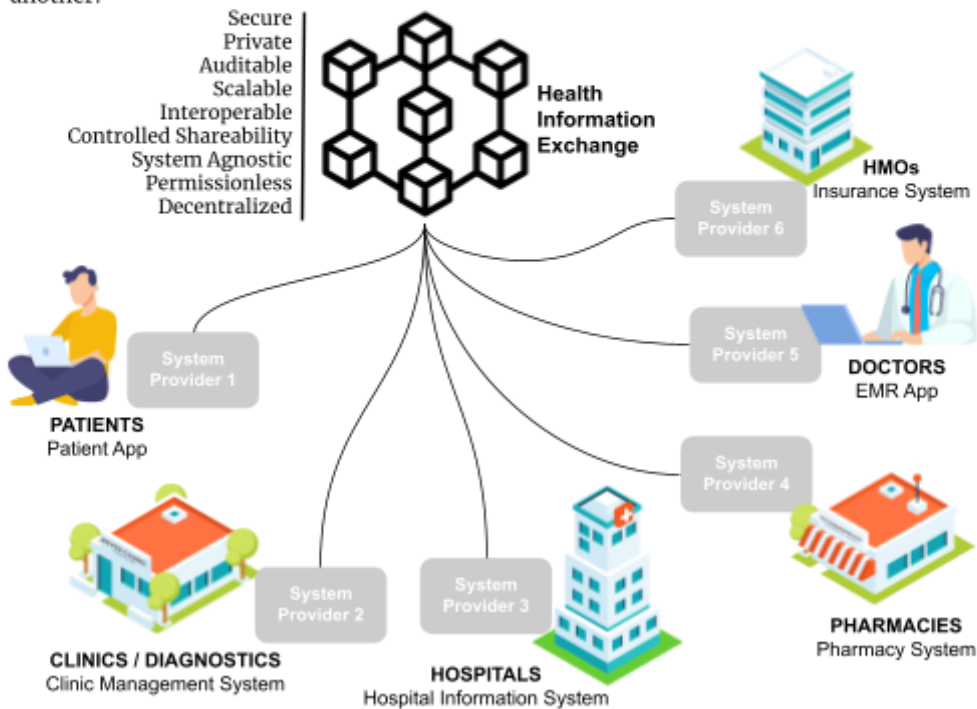 another.
Secure
Private
Auditable
Scalable
Interoperable
Controlled Shareability
System Agnostic
Permissionless
Decentralized
Health
Information
Exchange
HMOs
Insurance System
System
Provider 6
System
Provider 5
DOCTORS
EMR App
System
Provider 1
PATIENTS
Patient App
System
Provider 4
PHARMACIES
Pharmacy System
System
Provider 2
CLINICS / DIAGNOSTICS
Clinic Management System
System
Provider 3
HOSPITALS
Hospital Information System